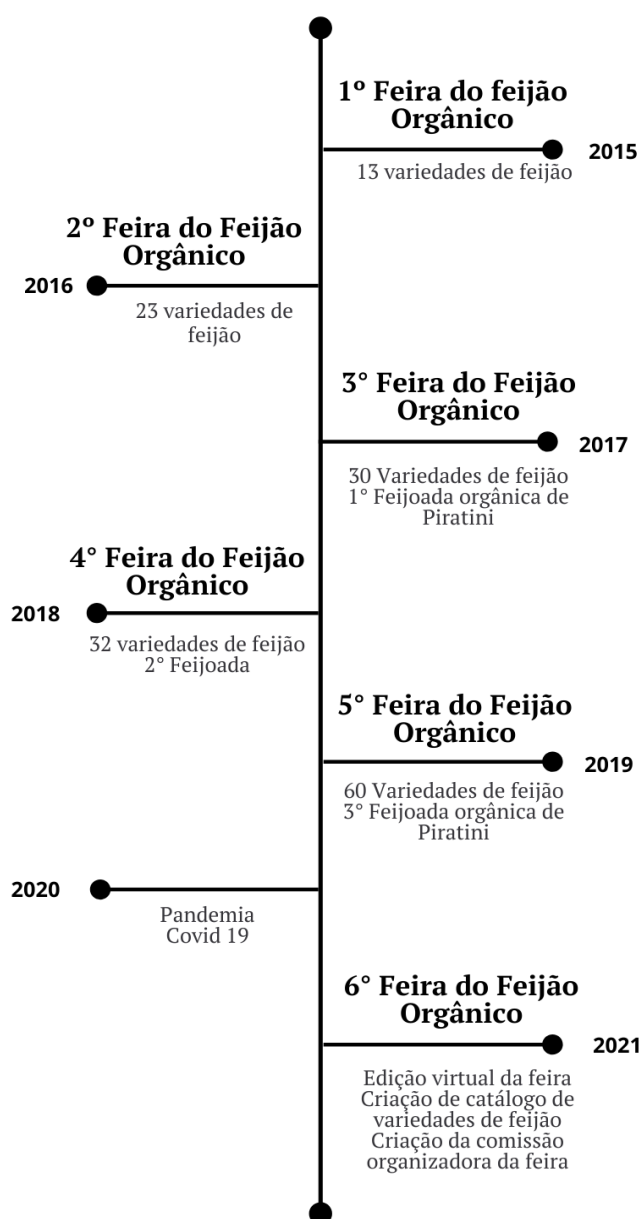 1º Feira do feijão
Orgânico
2015
13 variedades de feijão
2º Feira do Feijão
Orgânico
2016
23 variedades de
feijão
3° Feira do Feijão
Orgânico
2017
30 Variedades de feijão
1° Feijoada orgânica de
Piratini
4° Feira do Feijão
Orgânico
2018
32 variedades de feijão
2° Feijoada
5° Feira do Feijão
Orgânico
2019
60 Variedades de feijão
3° Feijoada orgânica de
Piratini
2020
Pandemia
Covid 19
6° Feira do Feijão
Orgânico
2021
Edição virtual da feira
Criação de catálogo de
variedades de feijão
Criação da comissão
organizadora da feira